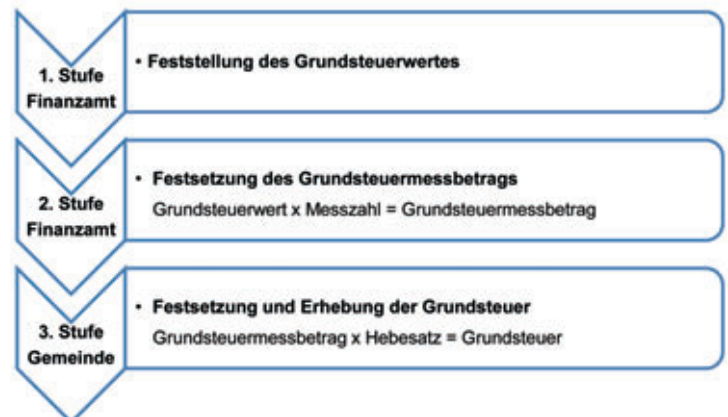 1. Stufe
Finanzamt
• Feststellung des Grundsteuerwertes
2. Stufe
Finanzamt
• Festsetzung des Grundsteuermessbetrags
Grundsteuerwert x Messzahl = Grundsteuermessbetrag
3. Stufe
Gemeinde
• Festsetzung und Erhebung der Grundsteuer
Grundsteuermessbetrag x Hebesatz = Grundsteuer